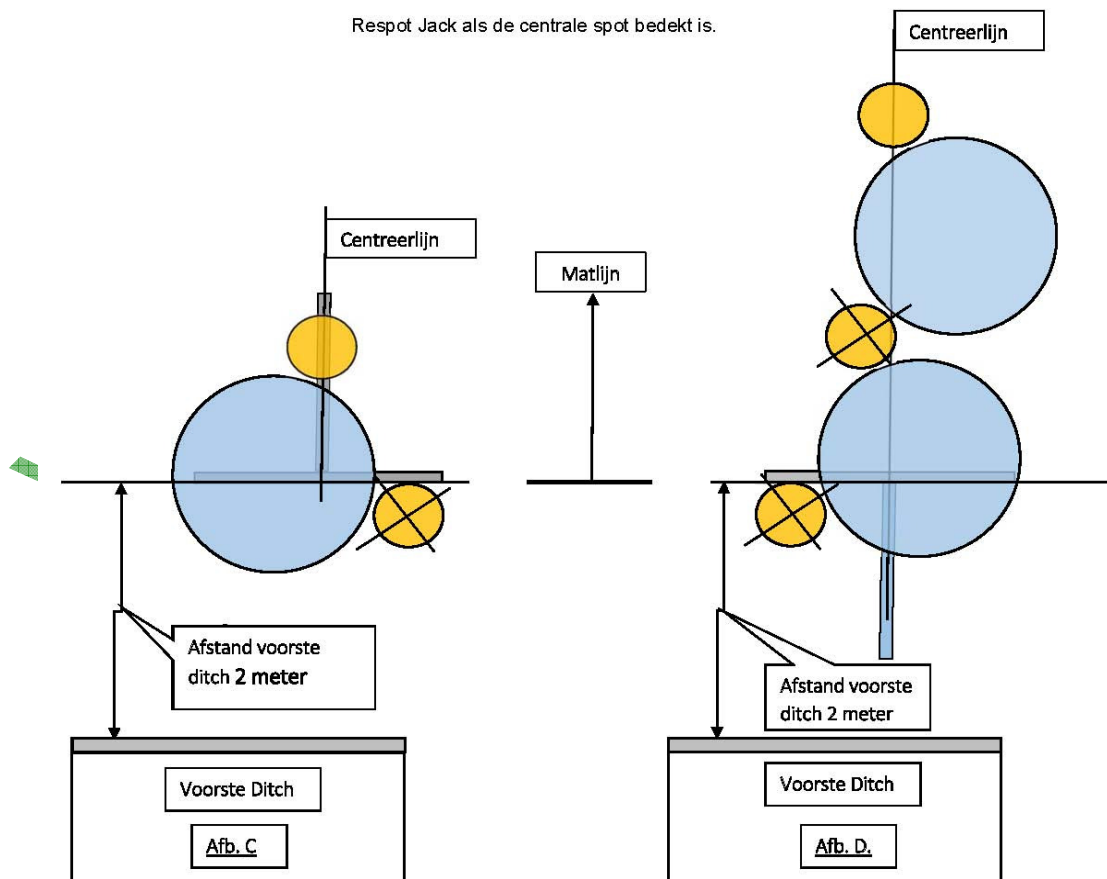 Respot Jack als de centrale spot bedekt is.
Centreerlijn
Centreerlijn
Matlijn
Afstand voorste
ditch 2 meter
Afstand voorste
ditch 2 meter
Voorste Ditch
Afb. C
Voorste Ditch
Afb. D.